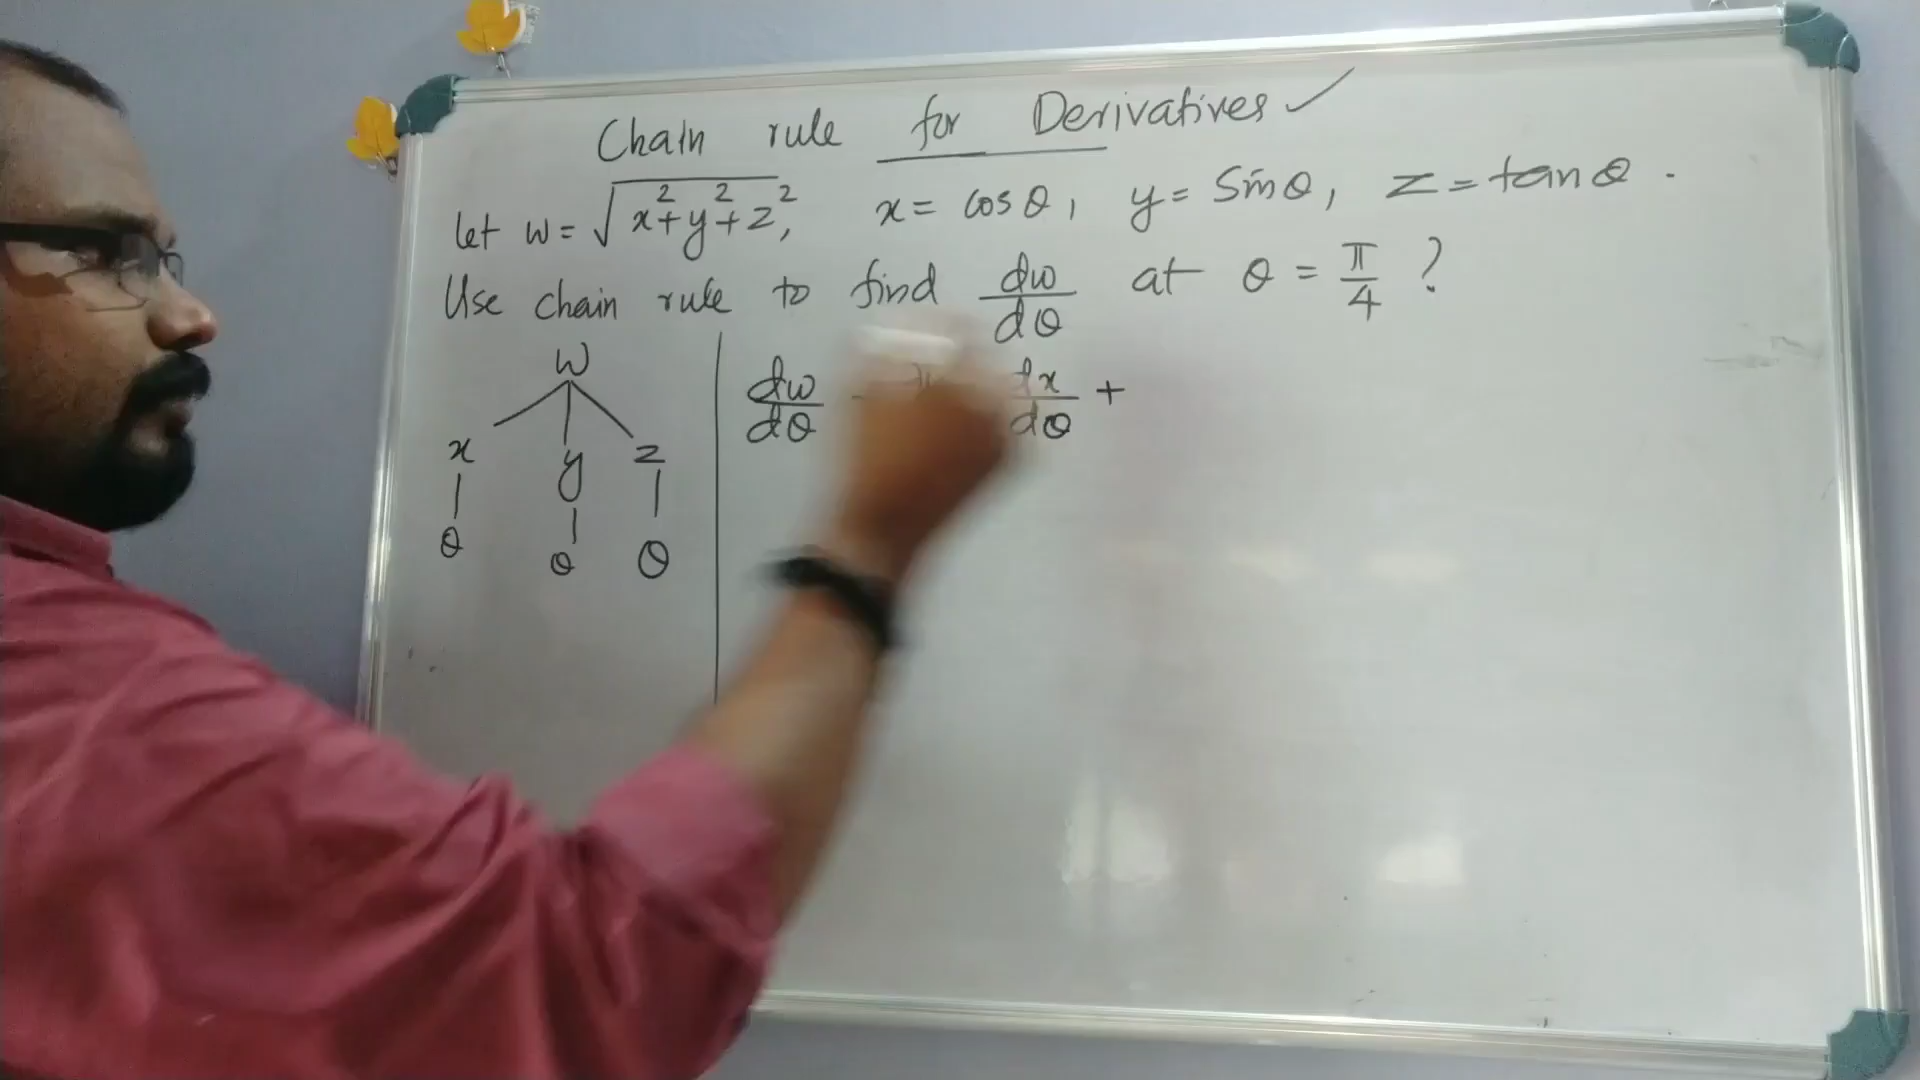 Chain rule for Derivatives ✓
let w = √x²+y²+z², x = cos θ, y = Sin θ, z = tan θ .
Use chain rule to find dw/dθ at θ = π/4 ?
w
x y z
θ θ θ
dw/dθ dx/dθ +